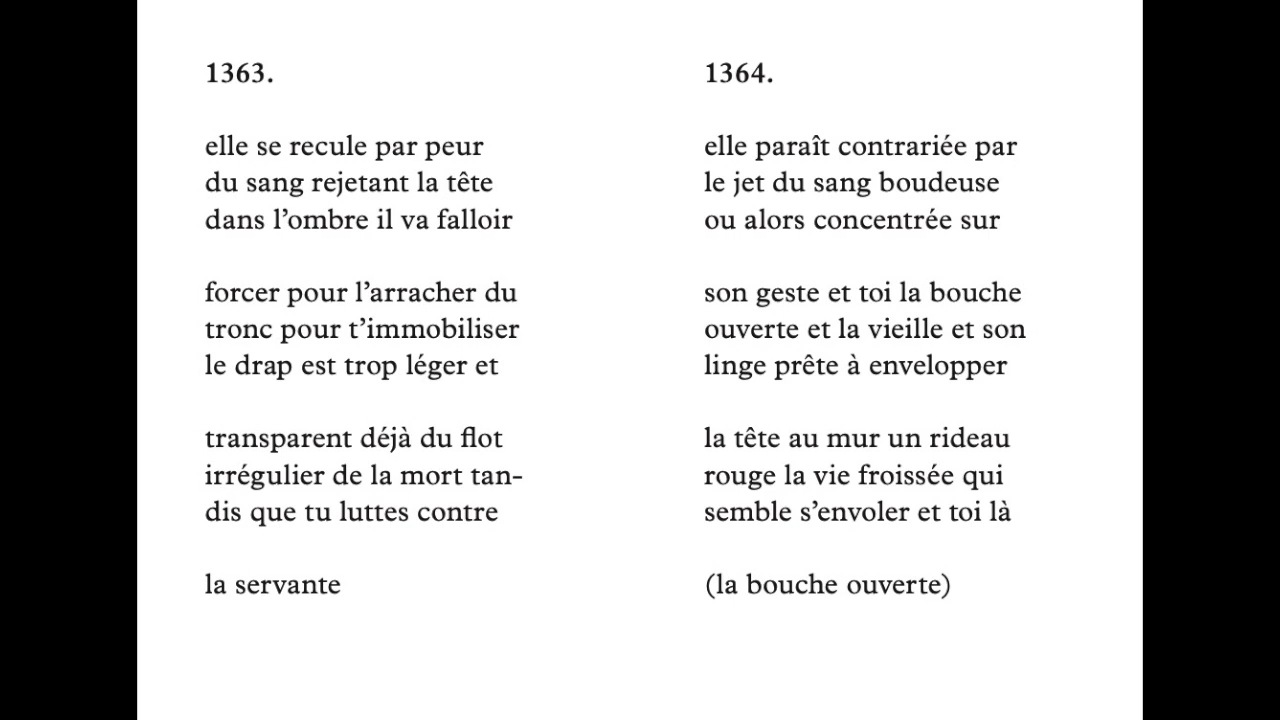 1363.
elle se recule par peur
du sang rejetant la tête
dans l’ombre il va falloir
forcer pour l’arracher du
tronc pour t’immobiliser
le drap est trop léger et
transparent déjà du flot
irrégulier de la mort tan-
dis que tu luttes contre
la servante
1364.
elle paraît contrariée par
le jet du sang boudeuse
ou alors concentrée sur
son geste et toi la bouche
ouverte et la vieille et son
linge prête à envelopper
la tête au mur un rideau
rouge la vie froissée qui
semble s’envoler et toi là
(la bouche ouverte)